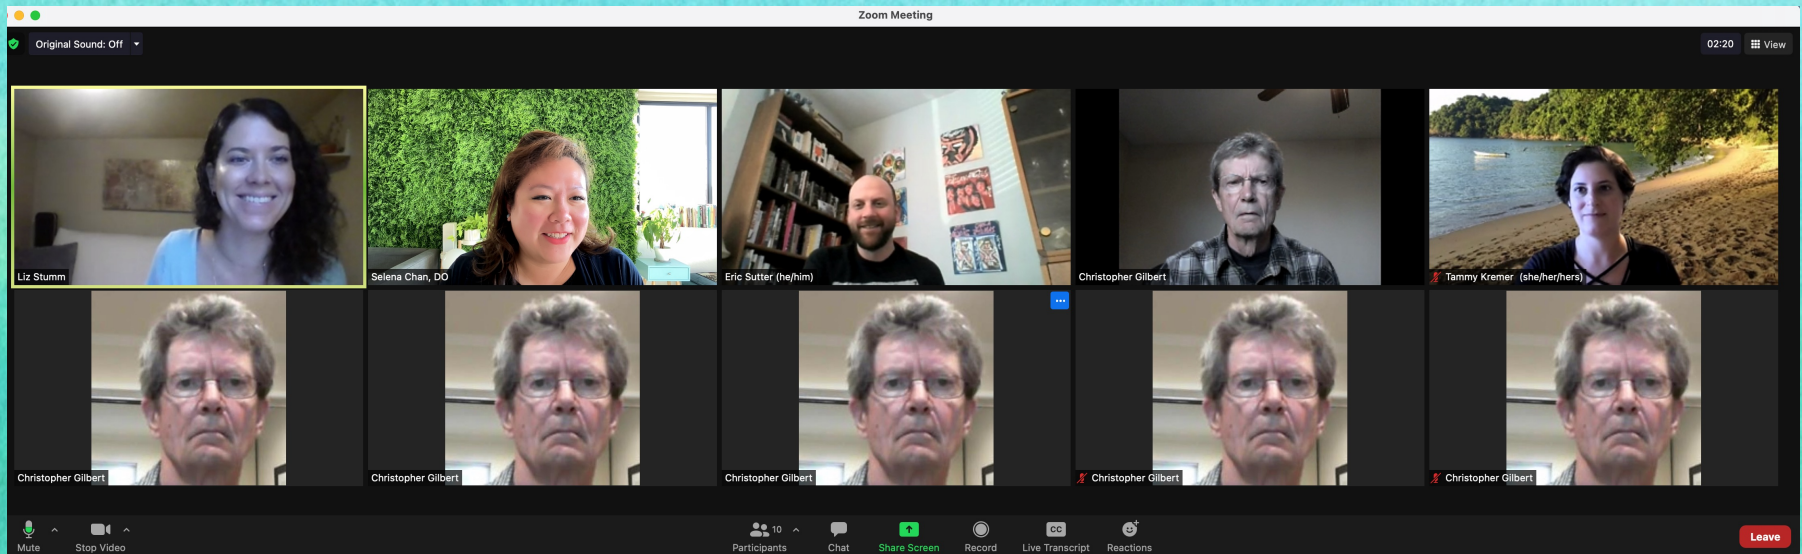 Zoom Meeting
Original Sound: Off
02:20
View
Liz Stumm
Selena Chan, DO
Eric Sutter (he/him)
Christopher Gilbert
Tammy Kremer (she/her/hers)
Christopher Gilbert
Christopher Gilbert
Christopher Gilbert
Christopher Gilbert
Christopher Gilbert
Mute
Stop Video
10
Participants
Chat
Share Screen
Record
CC
Live Transcript
Reactions
Leave